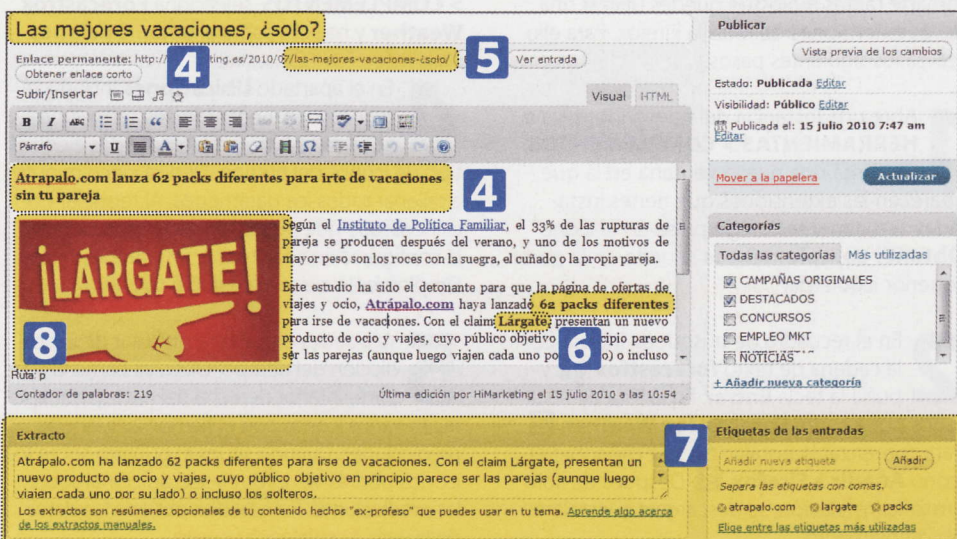 Las mejores vacaciones, ¿solo?
Enlace permanente: http:// ting.es/2010/07/las-mejores-vacaciones-¿solo/ Ver entrada
4
5
Obtener enlace corto
Subir/Insertar
Visual HTML
B I ABC
Párrafo U A Ω
Atrapalo.com lanza 62 packs diferentes para irte de vacaciones
sin tu pareja
4
¡LÁRGATE!
8
Según el Instituto de Política Familiar, el 33% de las rupturas de
pareja se producen después del verano, y uno de los motivos de
mayor peso son los roces con la suegra, el cuñado o la propia pareja.
Este estudio ha sido el detonante para que la página de ofertas de
viajes y ocio, Atrápalo.com haya lanzado 62 packs diferentes
para irse de vacaciones. Con el claim Lárgate, presentan un nuevo
producto de ocio y viajes, cuyo público objetivo cipio parece
ser las parejas (aunque luego viajen cada uno po o) o incluso
6
Ruta: p
Contador de palabras: 219 Última edición por HiMarketing el 15 julio 2010 a las 10:54
Extracto
7
Atrápalo.com ha lanzado 62 packs diferentes para irse de vacaciones. Con el claim Lárgate, presentan un
nuevo producto de ocio y viajes, cuyo público objetivo en principio parece ser las parejas (aunque luego
viajen cada uno por su lado) o incluso los solteros.
Los extractos son resúmenes opcionales de tu contenido hechos "ex-profeso" que puedes usar en tu tema. Aprende algo acerca
de los extractos manuales.
Publicar
Vista previa de los cambios
Estado: Publicada Editar
Visibilidad: Público Editar
Publicada el: 15 julio 2010 7:47 am
Editar
Mover a la papelera Actualizar
Categorías
Todas las categorías Más utilizadas
CAMPAÑAS ORIGINALES
DESTACADOS
CONCURSOS
EMPLEO MKT
NOTICIAS
+ Añadir nueva categoría
Etiquetas de las entradas
Añadir nueva etiqueta Añadir
Separa las etiquetas con comas.
atrapalo.com largate packs
Elige entre las etiquetas más utilizadas